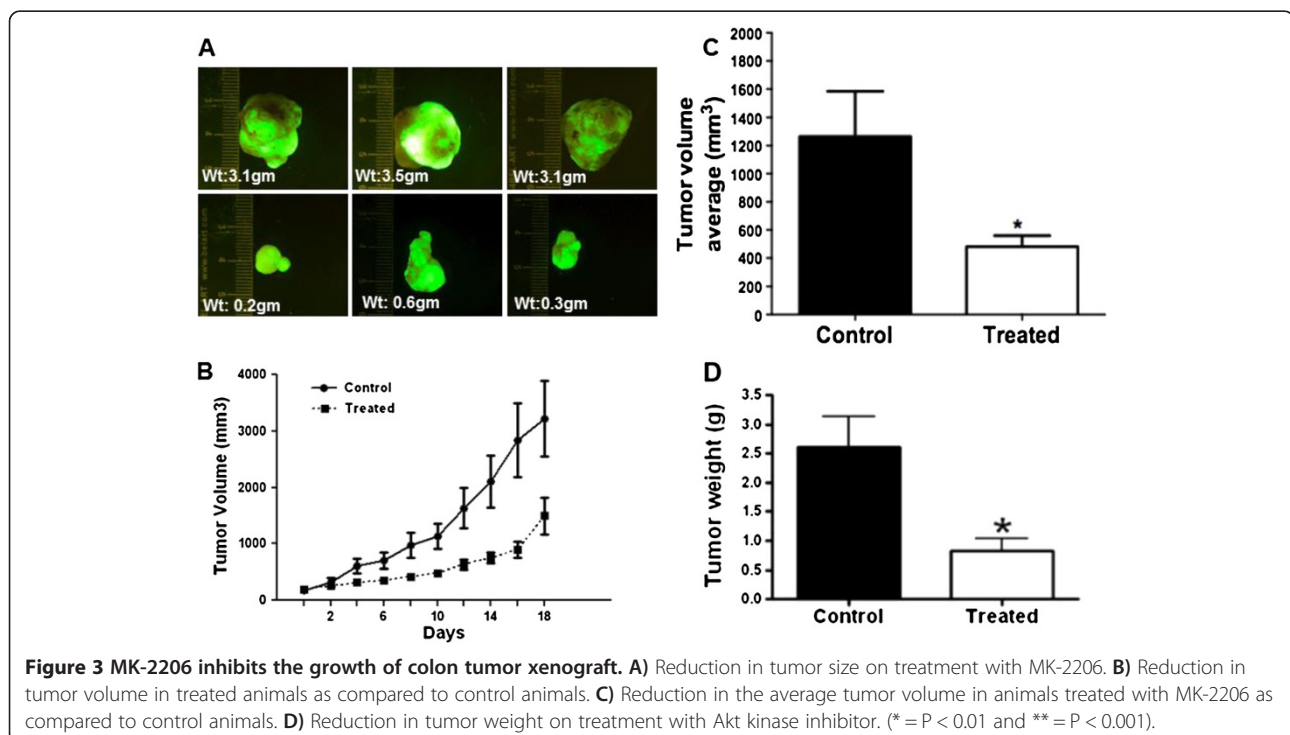 A
Wt:3.1gm
Wt:3.5gm
Wt:3.1gm
Wt: 0.2gm
Wt: 0.6gm
Wt:0.3gm
B
Tumor Volume (mm3)
4000
3000
2000
1000
0
Control
Treated
2
6
10
14
18
Days
C
Tumor volume
average (mm³)
2000
1800
1600
1400
1200
1000
800
600
400
200
0
*
Control
Treated
D
Tumor weight (g)
3.5
3.0
2.5
2.0
1.5
1.0
0.5
0.0
*
Control
Treated
Figure 3 MK-2206 inhibits the growth of colon tumor xenograft. A) Reduction in tumor size on treatment with MK-2206. B) Reduction in
tumor volume in treated animals as compared to control animals. C) Reduction in the average tumor volume in animals treated with MK-2206 as
compared to control animals. D) Reduction in tumor weight on treatment with Akt kinase inhibitor. (* = P < 0.01 and ** = P < 0.001).